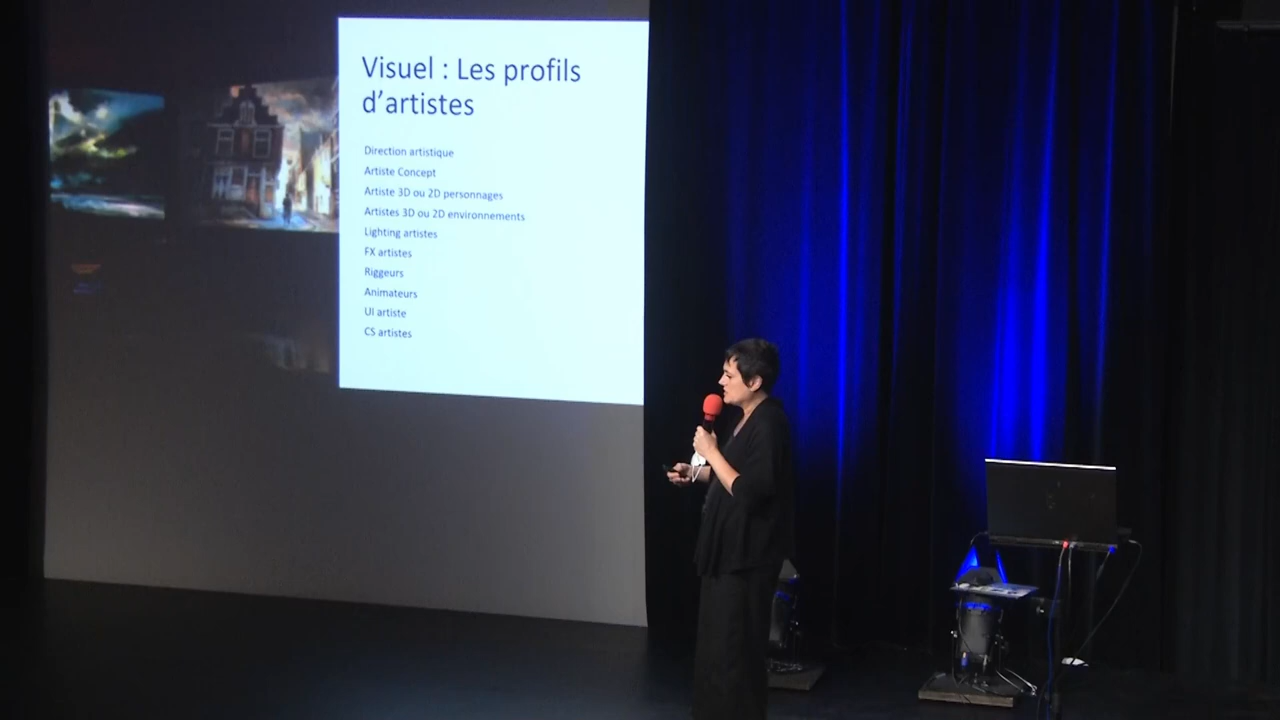 Visuel : Les profils
d’artistes
Direction artistique
Artiste Concept
Artiste 3D ou 2D personnages
Artistes 3D ou 2D environnements
Lighting artistes
FX artistes
Riggeurs
Animateurs
UI artiste
CS artistes